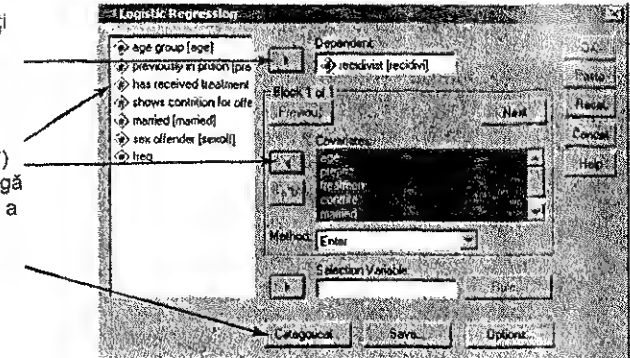 Logistic Regression
ți
age group [age]
previously in prison [pre
has received treatment
shows contrition for offe
married [married]
sex offender [sexoff]
freq
")
gă
a
Dependent:
recidivist [recidivi]
Block 1 of 1
Previous
Next
Covariates:
age
treatment
contrite
married
Method:
Enter
Selection Variable:
Categorical
Save...
Options...
OK
Paste
Reset
Cancel
Help